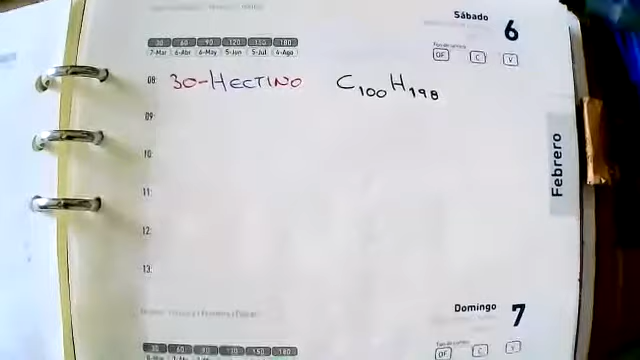 Sábado 6
30 60 90 120 150 180
7-Mar 6-Abr 6-May 5-Jun 5-Jul 4-Ago
OF C V
08: 30-HECTINO C100H198
09:
10:
11:
12:
13:
Febrero
Domingo 7
30 60 90 120 150 180
OF C V